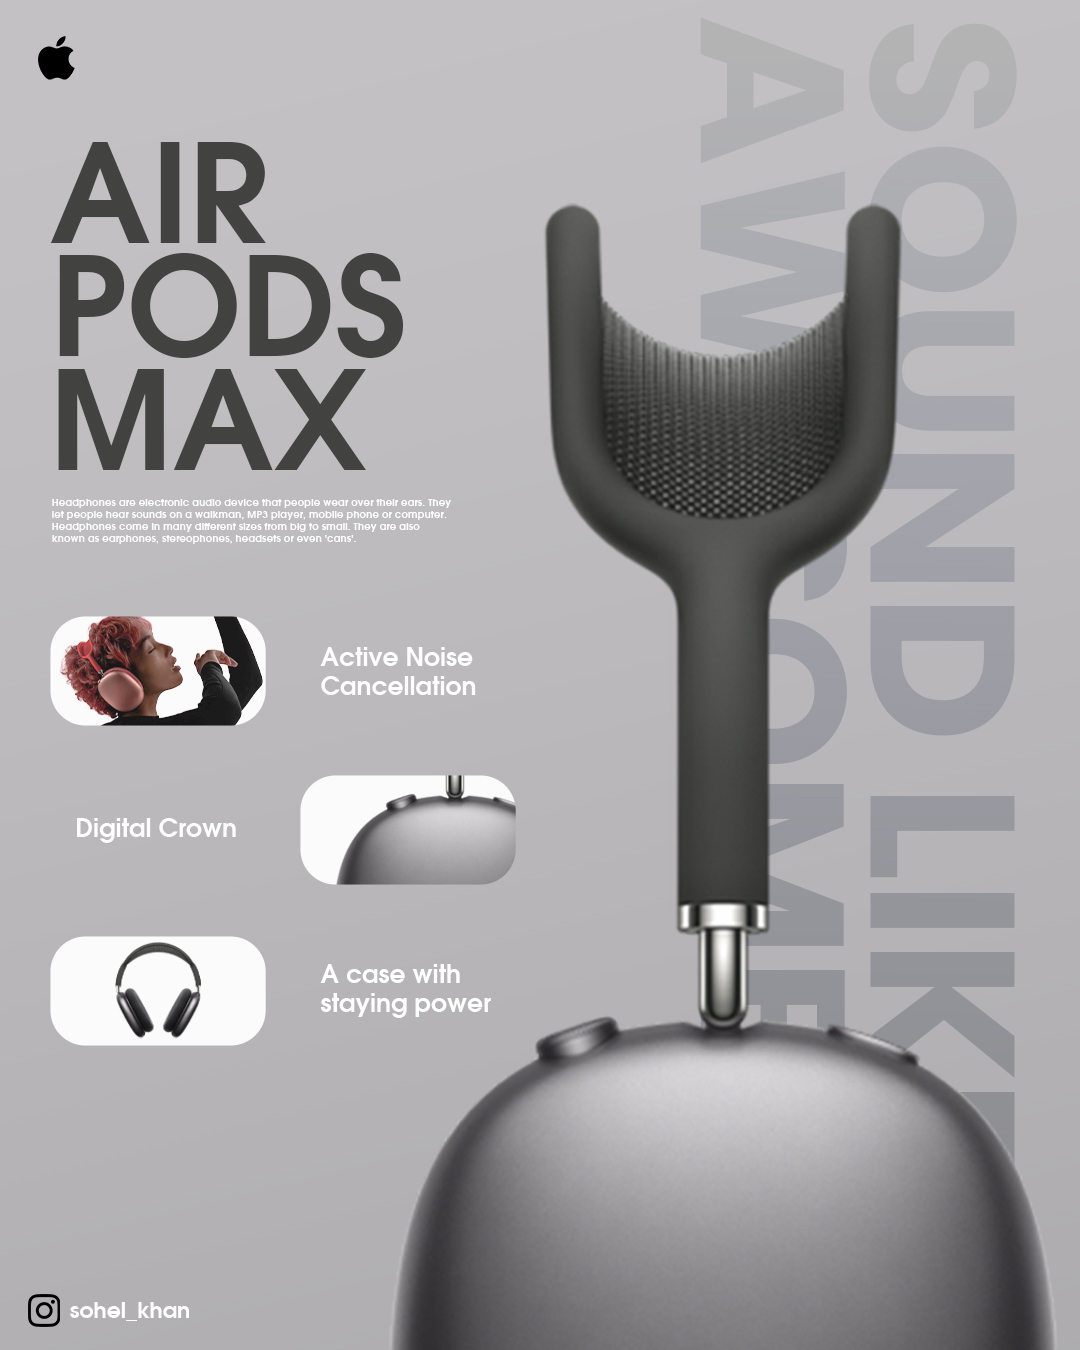 AIR
PODS
MAX
Headphones are electronic audio device that people wear over their ears. They
let people hear sounds on a walkman, MP3 player, mobile phone or computer.
Headphones come in many different sizes from big to small. They are also
known as earphones, stereophones, headsets or even 'cans'.
Active Noise
Cancellation
Digital Crown
A case with
staying power
SOUND LIKE
AWESOME
sohel_khan